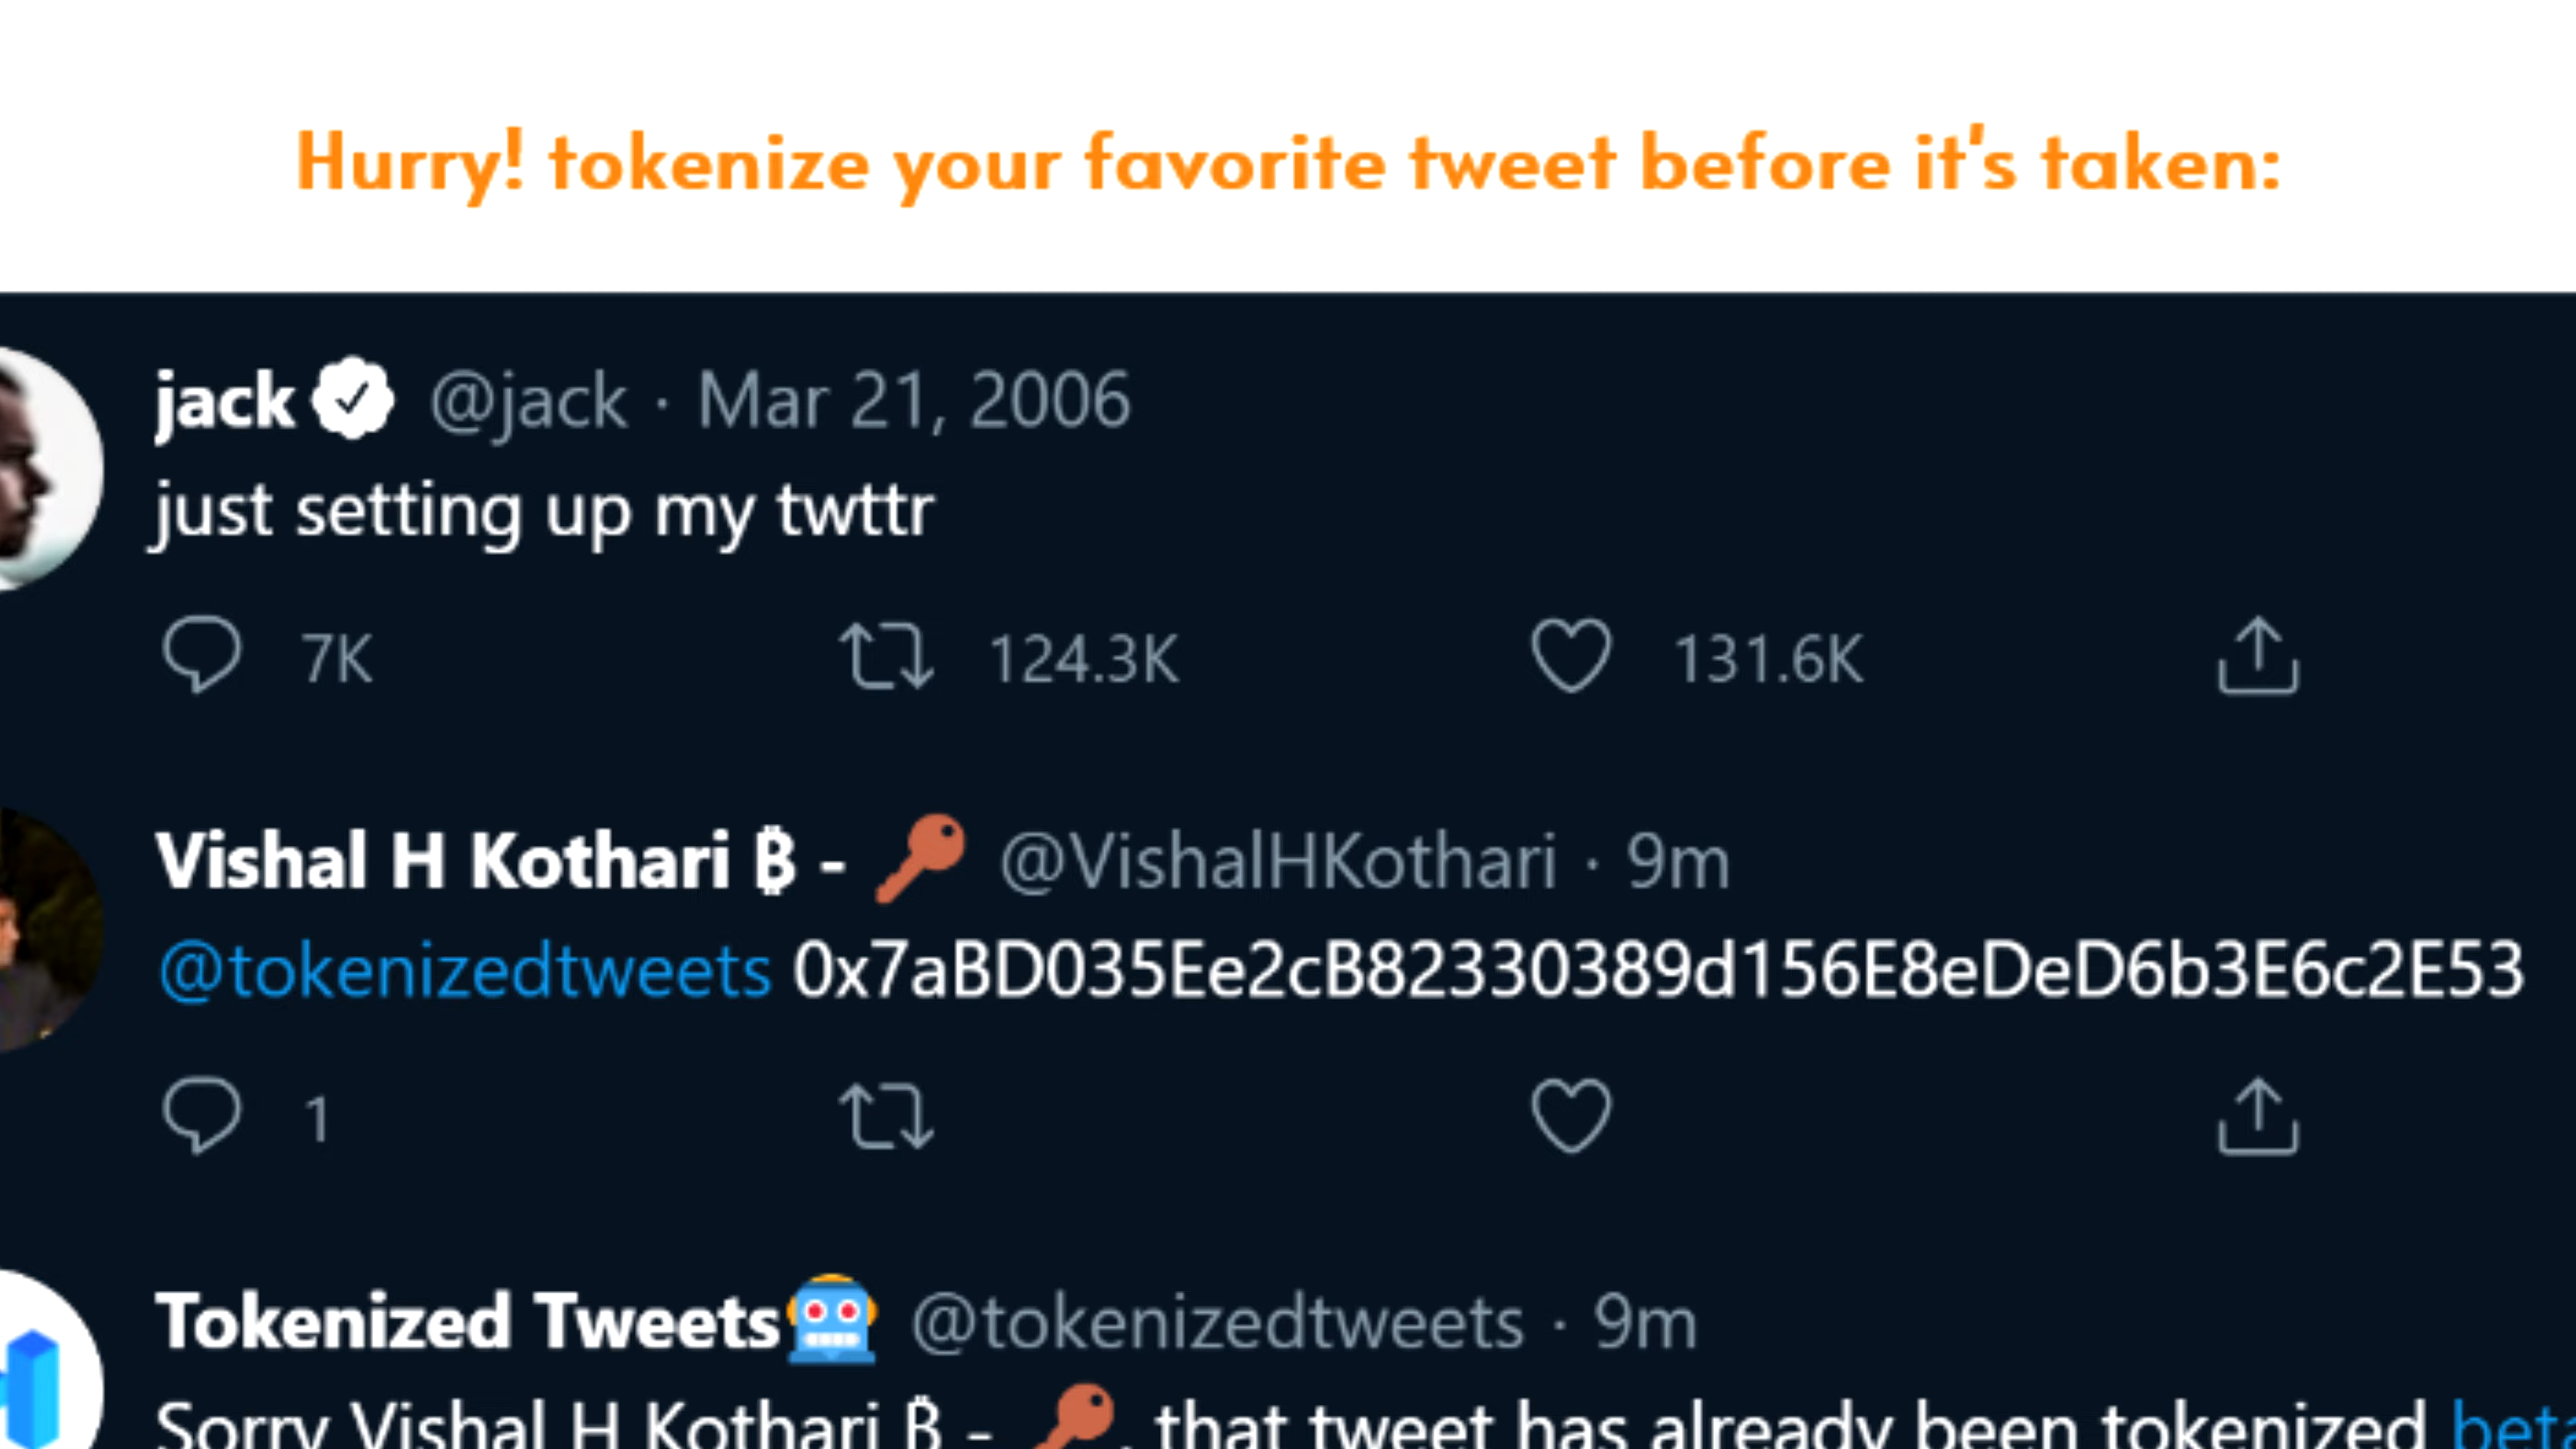 Hurry! tokenize your favorite tweet before it's taken:
jack @jack · Mar 21, 2006
just setting up my twttr
7K 124.3K 131.6K
Vishal H Kothari ₿ - 🔑 @VishalHKothari · 9m
@tokenizedtweets 0x7aBD035Ee2cB82330389d156E8eDeD6b3E6c2E53
1
Tokenized Tweets🤖 @tokenizedtweets · 9m
Sorry Vishal H Kothari ₿ - 🔑, that tweet has already been tokenized